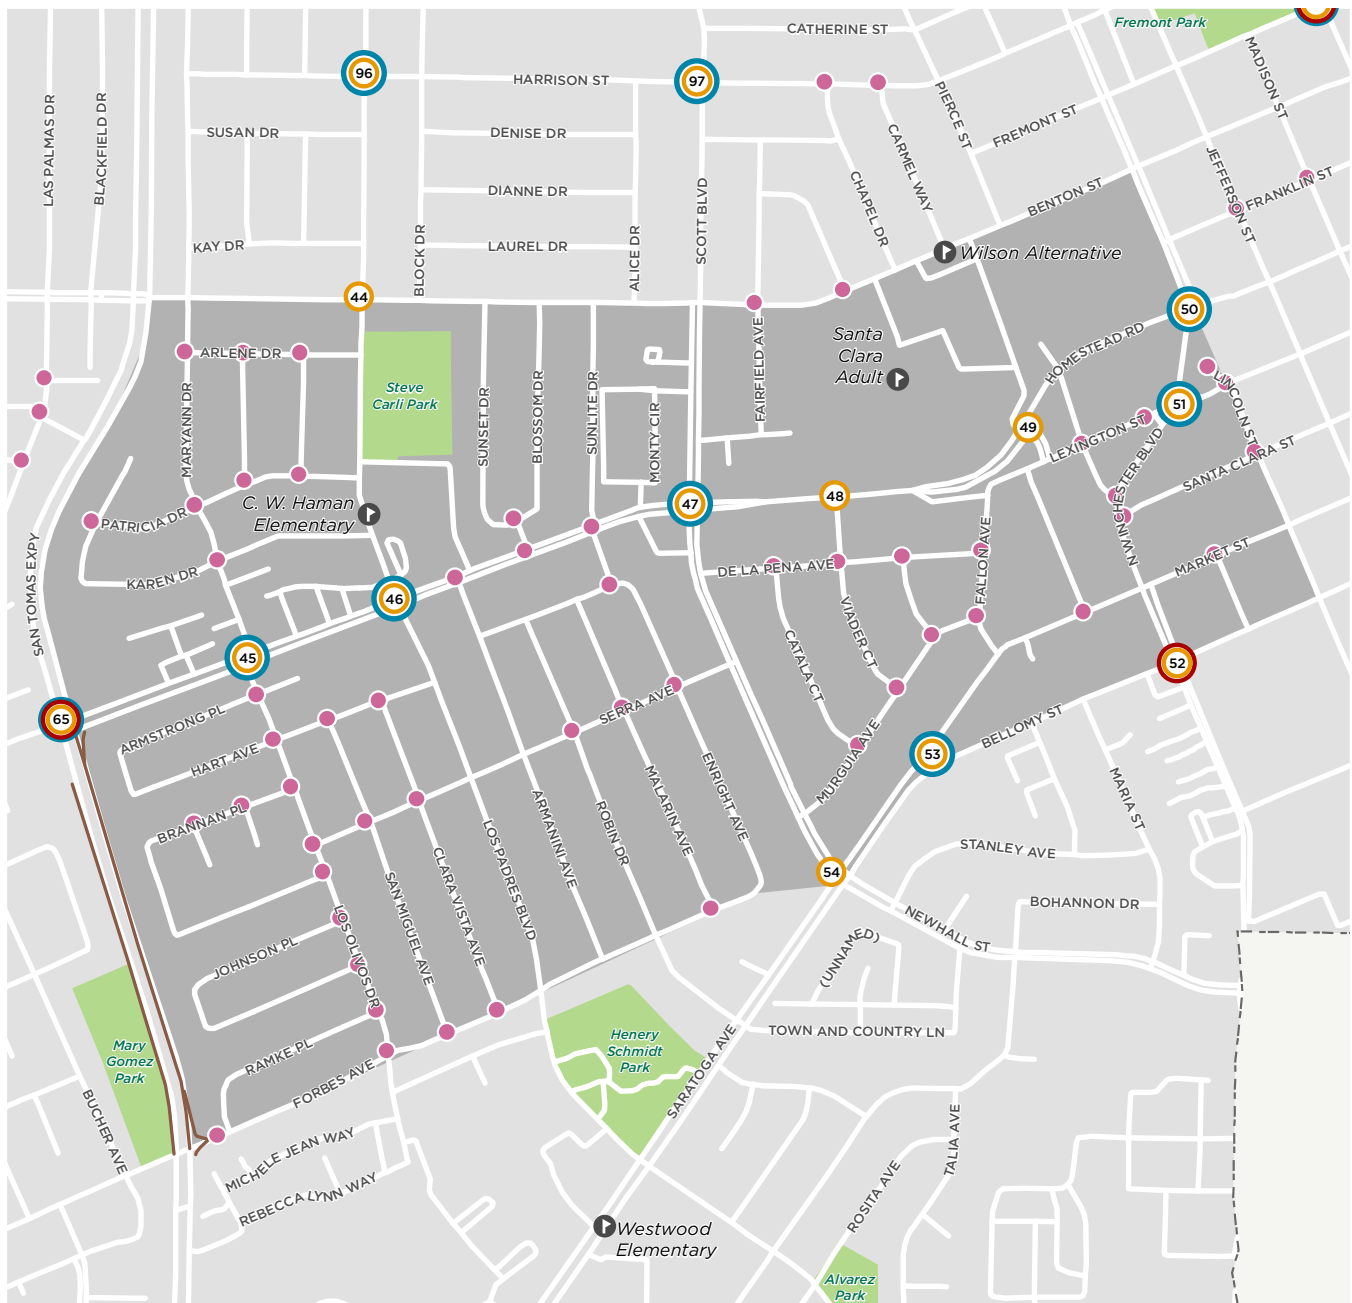 Fremont Park
CATHERINE ST
MADISON ST
96
97
HARRISON ST
LAS PALMAS DR
BLACKFIELD DR
PIERCE ST
FREMONT ST
SUSAN DR
DENISE DR
CARMEL WAY
JEFFERSON ST
FRANKLIN ST
DIANNE DR
CHAPEL DR
BENTON ST
SCOTT BLVD
KAY DR
BLOCK DR
LAUREL DR
ALICE DR
Wilson Alternative
44
50
FAIRFIELD AVE
Santa
Clara
Adult
HOMESTEAD RD
ARLENE DR
Steve
Carli Park
MARYANN DR
SUNSET DR
BLOSSOM DR
SUNLITE DR
MONTY CIR
LINCOLN ST
51
49
LEXINGTON ST
SANTA CLARA ST
N WINCHESTER BLVD
C. W. Haman
Elementary
47
48
PATRICIA DR
SAN TOMAS EXPY
KAREN DR
DE LA PENA AVE
FALLON AVE
MARKET ST
46
VIADER CT
CATALA CT
45
52
65
ARMSTRONG PL
HART AVE
SERRA AVE
BELLOMY ST
53
MURGUIA AVE
ENRIGHT AVE
MALARIN AVE
ROBIN DR
ARMANINI AVE
MARIA ST
BRANNAN PL
LOS PADRES BLVD
CLARA VISTA AVE
SAN MIGUEL AVE
STANLEY AVE
54
BOHANNON DR
NEWHALL ST
LOS OLIVOS DR
JOHNSON PL
(UNNAMED)
TOWN AND COUNTRY LN
Henery
Schmidt
Park
SARATOGA AVE
Mary
Gomez
Park
RAMKE PL
FORBES AVE
BUCHER AVE
MICHELE JEAN WAY
REBECCA LYNN WAY
TALIA AVE
ROSITA AVE
Westwood
Elementary
Alvarez
Park